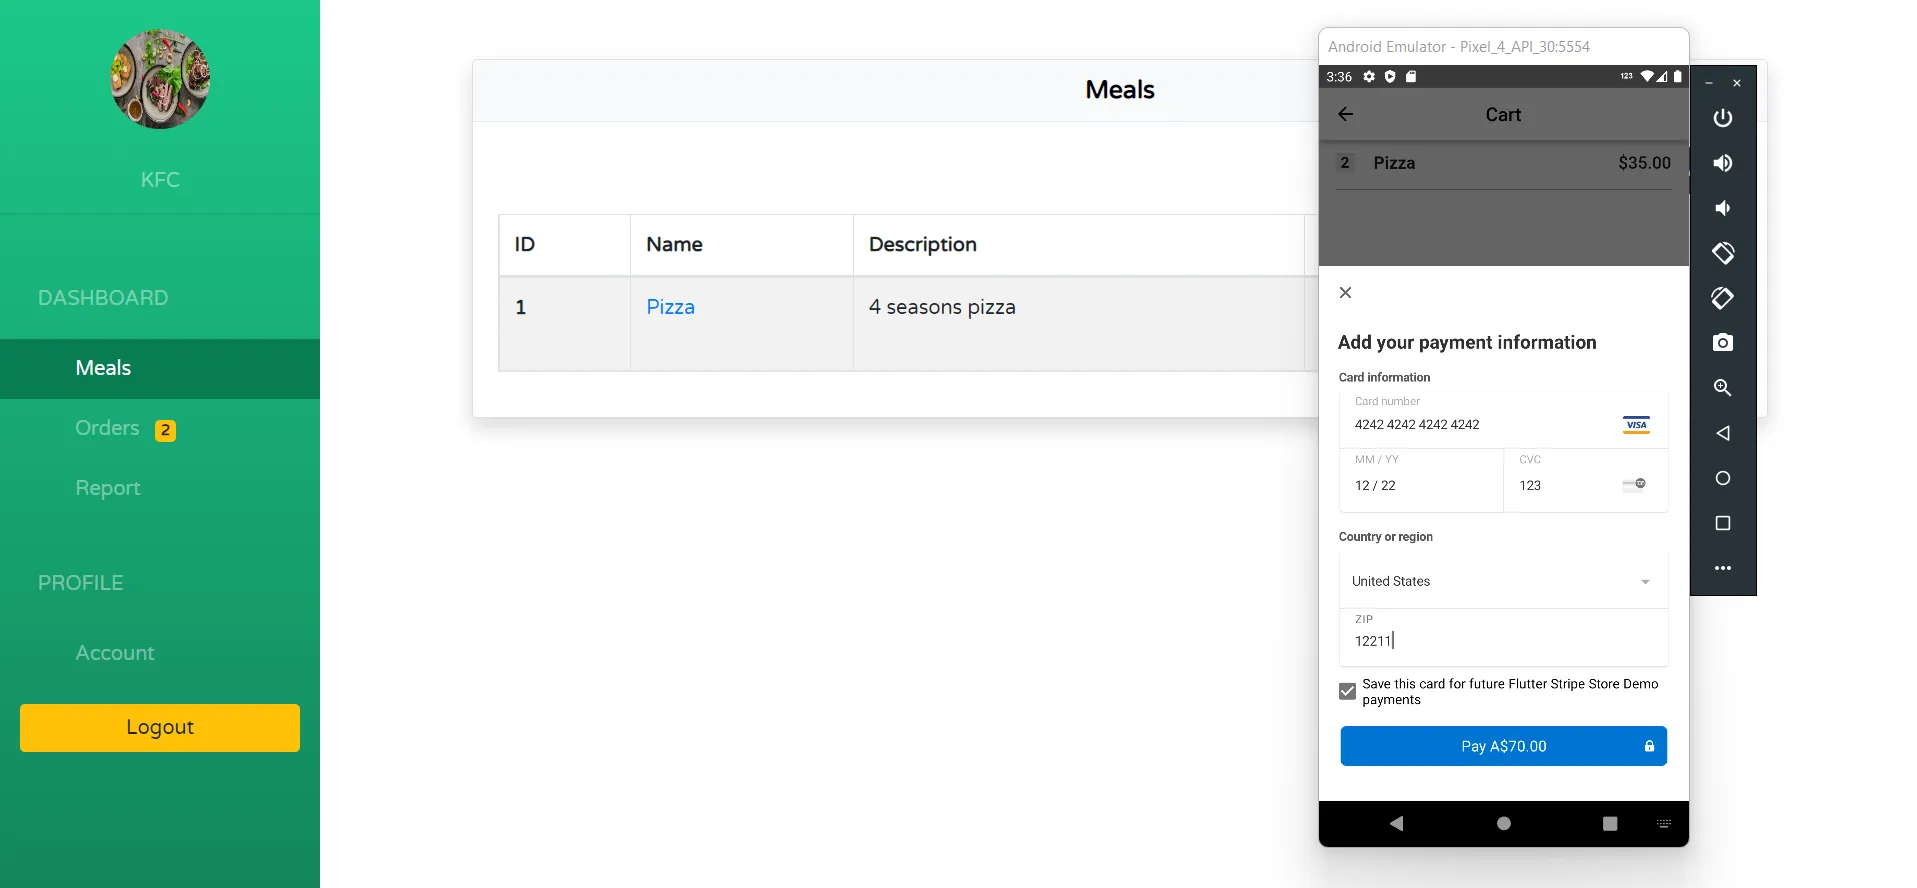 KFC
DASHBOARD
Meals
Orders 2
Report
PROFILE
Account
Logout
Meals
ID Name Description
1 Pizza 4 seasons pizza
Android Emulator - Pixel_4_API_30:5554
3:36 123
Cart
2 Pizza $35.00
Add your payment information
Card information
Card number
4242 4242 4242 4242 VISA
MM / YY CVC
12 / 22 123
Country or region
United States
ZIP
12211
Save this card for future Flutter Stripe Store Demo
payments
Pay A$70.00